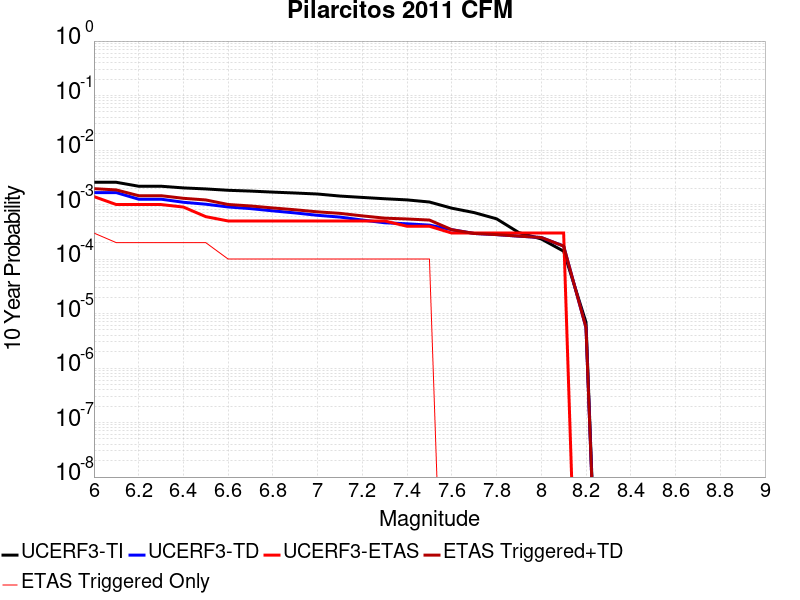 Pilarcitos 2011 CFM
10 0
10 -1
10 -2
10 -3
10 -4
10 -5
10 -6
10 -7
10 -8
10 Year Probability
6 6.2 6.4 6.6 6.8 7 7.2 7.4 7.6 7.8 8 8.2 8.4 8.6 8.8 9
Magnitude
UCERF3-TI UCERF3-TD UCERF3-ETAS ETAS Triggered+TD
ETAS Triggered Only